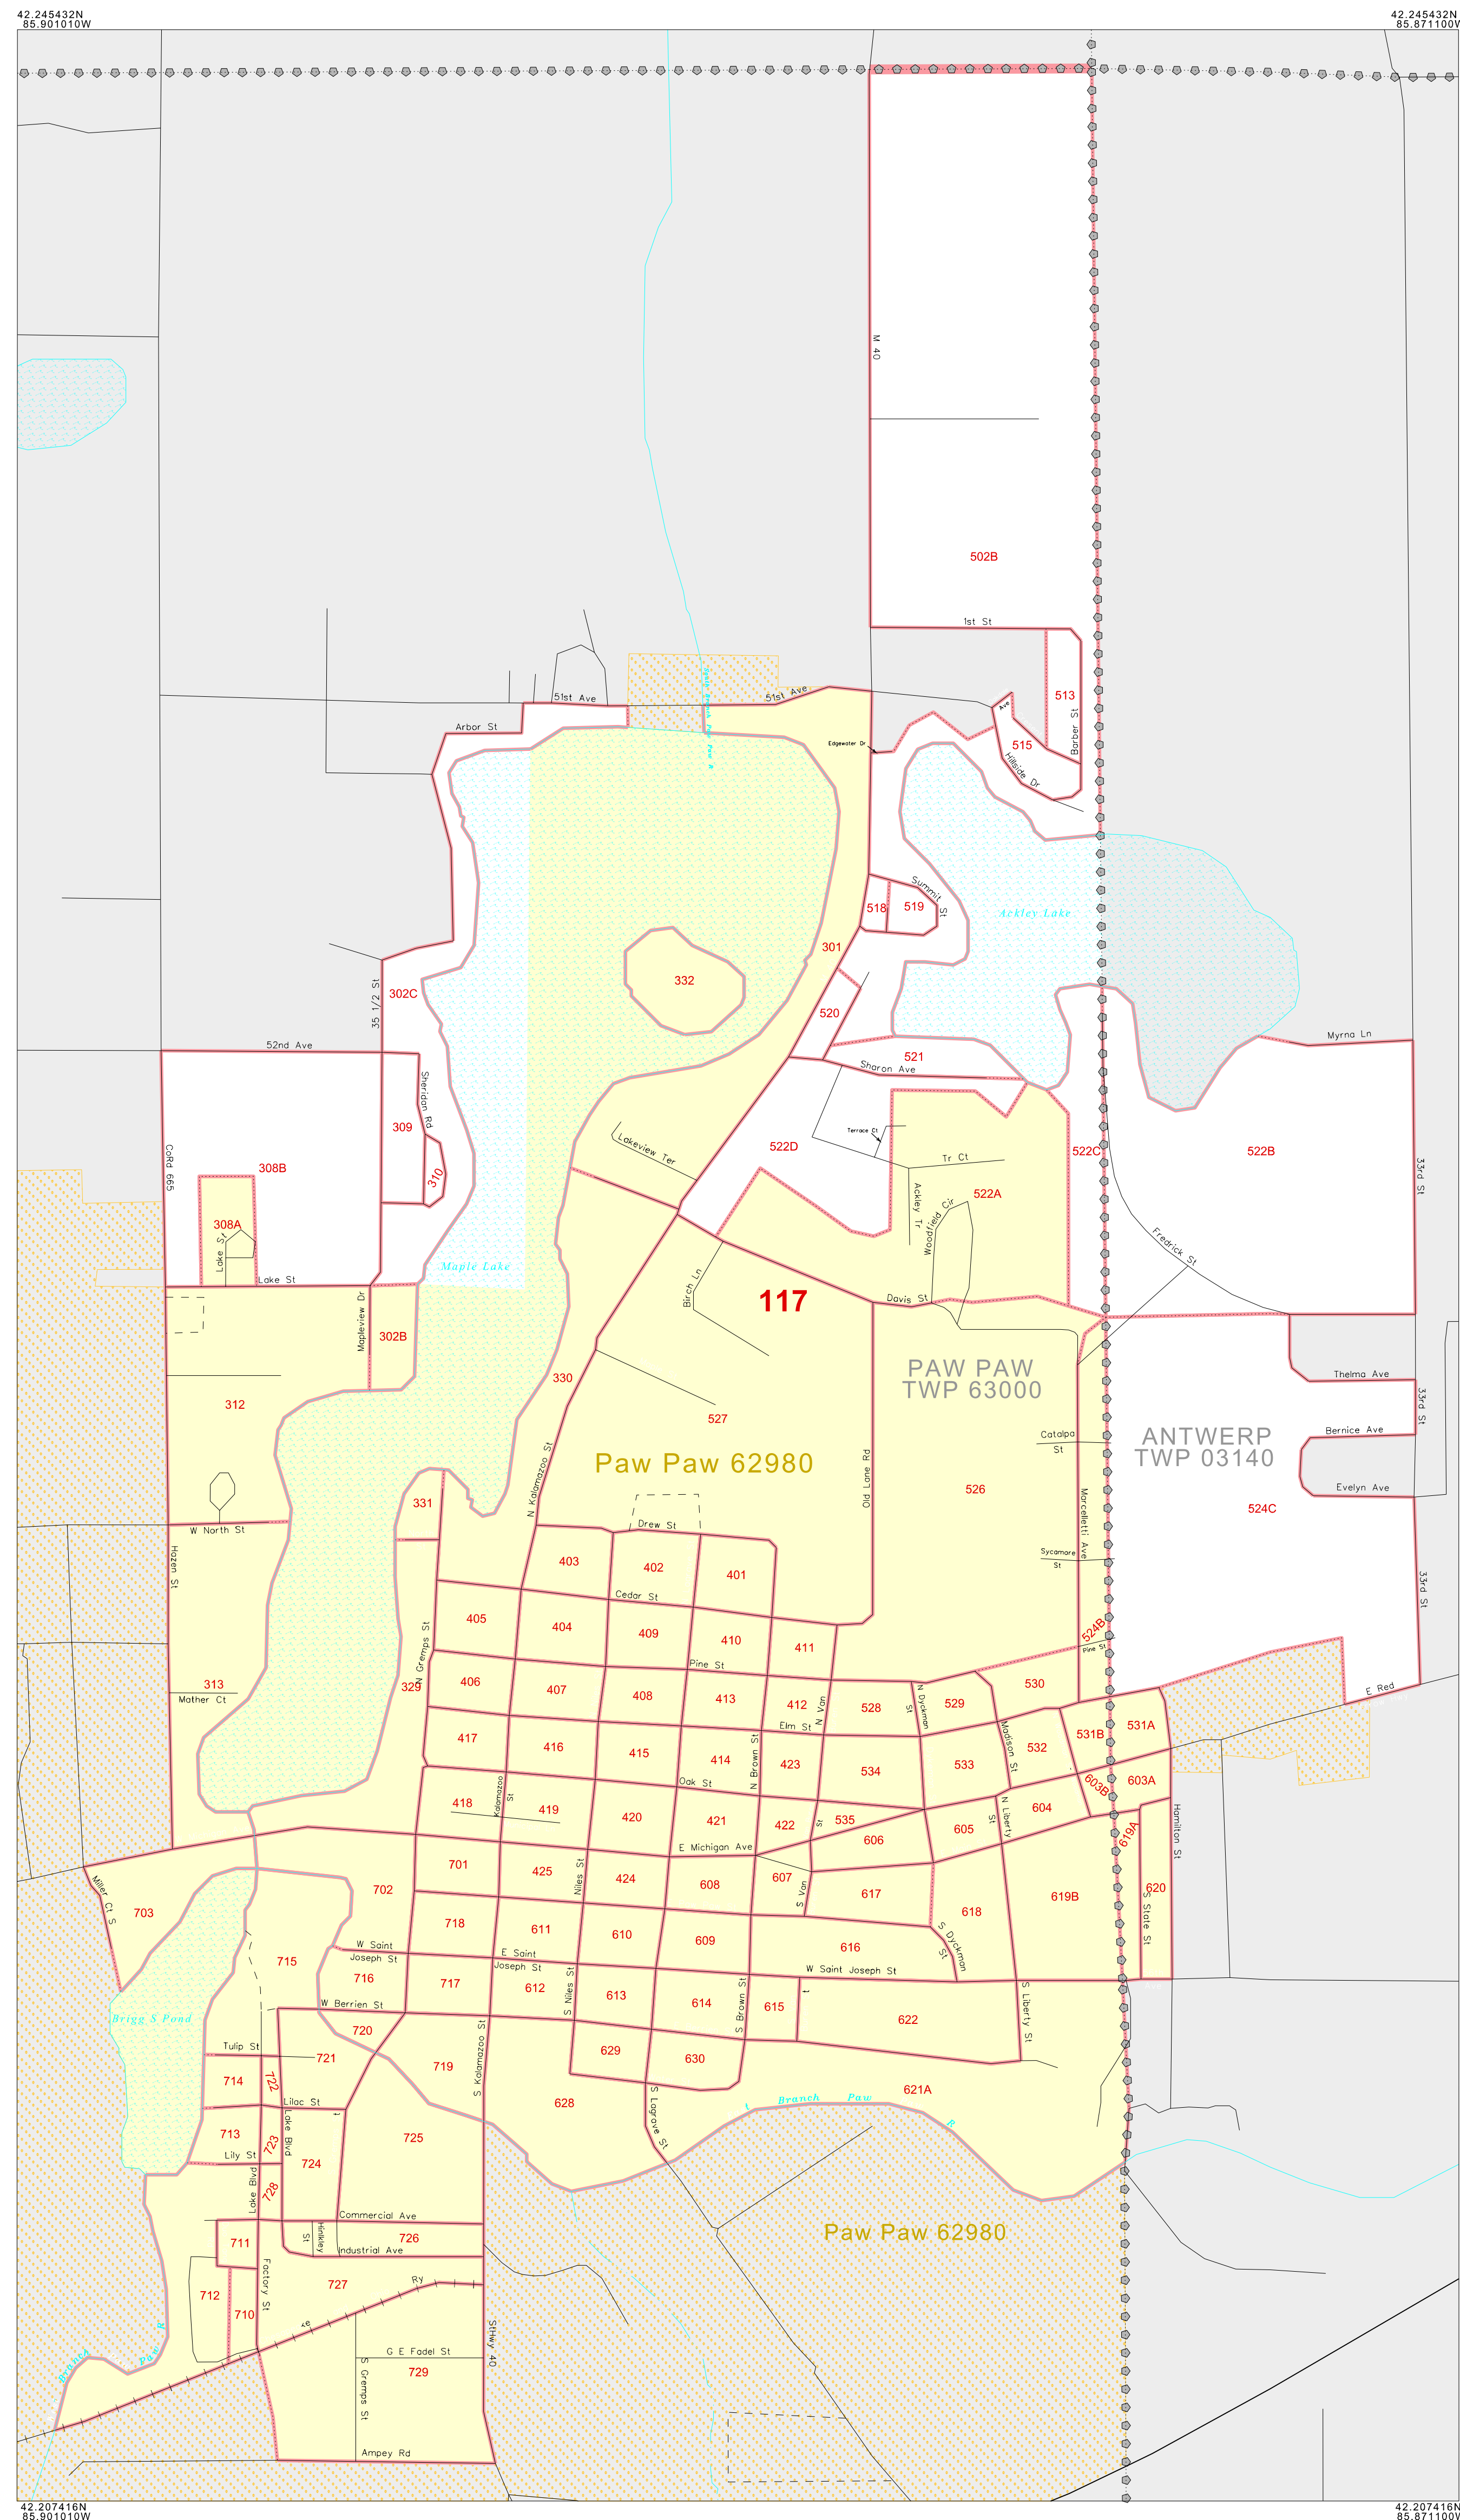 42.245432N
85.901010W
42.245432N
85.871100W
M 40
502B
1st St
513
Barber St
51st Ave
51st Ave
Arbor St
Ave
515
Hillside Dr
Edgewater Dr
Summit St
518
519
Ackley Lake
301
332
302C
35 1/2 St
520
52nd Ave
521
Sharon Ave
Myrna Ln
Sheridan Rd
309
310
CoRd 665
308B
308A
Lake St
Lake St
Lakeview Ter
522D
Terrace Ct
Tr Ct
Ackley Tr
522A
Woodfield Cir
522C
522B
33rd St
Fredrick St
Maple Lake
Birch Ln
117
Davis St
Mapleview Dr
302B
312
330
527
PAW PAW
TWP 63000
Thelma Ave
33rd St
Bernice Ave
ANTWERP
TWP 03140
Catalpa
St
Paw Paw 62980
N Kalamazoo St
Old Lane Rd
526
Evelyn Ave
524C
331
W North St
Hazen St
Drew St
Marcelletti Ave
Sycamore
St
403
402
401
33rd St
Cedar St
405
404
409
410
411
524B
Pine St
N Gremps St
Pine St
313
Mather Ct
329
406
407
408
413
412
N Van
528
N Dyckman
St
529
530
E Red
Elm St
417
416
415
414
N Brown St
423
534
533
Madison St
532
531B
531A
Oak St
603B
603A
418
Kalamazoo
St
419
420
421
422
St
535
606
605
N Liberty
St
604
619A
Hamilton St
E Michigan Ave
701
425
Niles St
424
608
607
S Van
617
618
619B
620
S State St
Miller Ct S
703
702
718
611
610
609
616
S Dyckman
St
715
W Saint
Joseph St
E Saint
Joseph St
W Saint Joseph St
716
717
612
S Niles St
613
614
S Brown St
615
t
622
S Liberty St
Brigg S Pond
W Berrien St
720
Tulip St
721
719
S Kalamazoo St
629
630
714
722
628
621A
Lilac St
S Lagrave St
t Branch Paw
R
713
723
Lake Blvd
t
725
Lily St
724
Lake Blvd
728
Commercial Ave
Hinkley
St
726
Industrial Ave
Paw Paw 62980
711
Factory St
712
710
727
Ry
Ry
StHwy 40
Branch
Paw R
G E Fadel St
729
S Gremps St
Ampey Rd
42.207416N
85.901010W
42.207416N
85.871100W